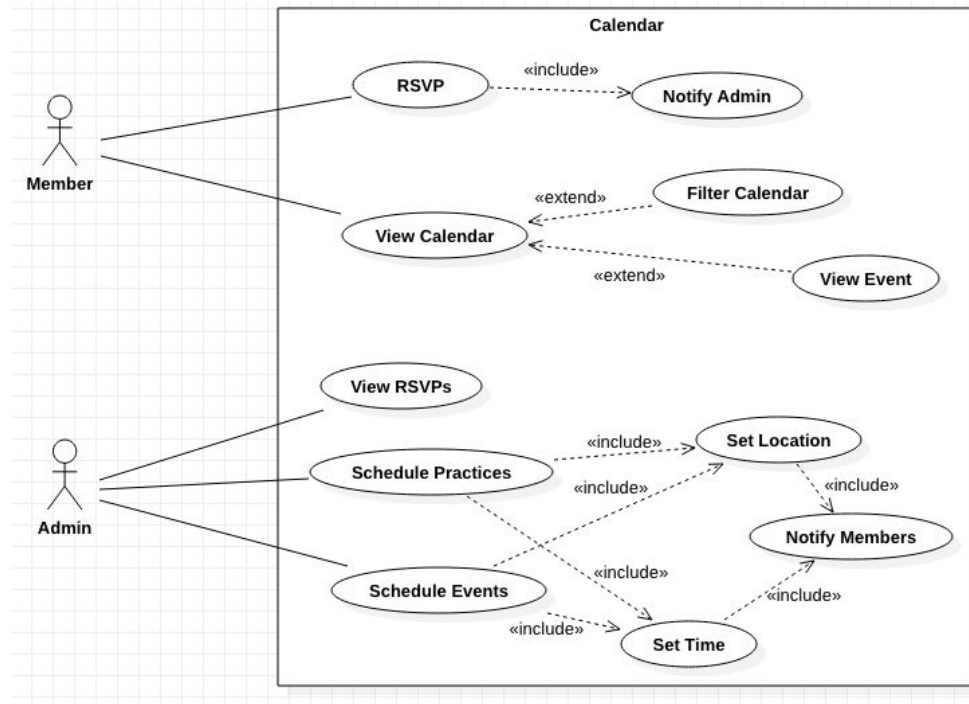 Calendar
RSVP
«include»
Notify Admin
Member
Filter Calendar
«extend»
View Calendar
«extend»
View Event
View RSVPs
Set Location
«include»
Schedule Practices
«include»
«include»
Admin
Notify Members
«include»
Schedule Events
«include»
«include»
Set Time